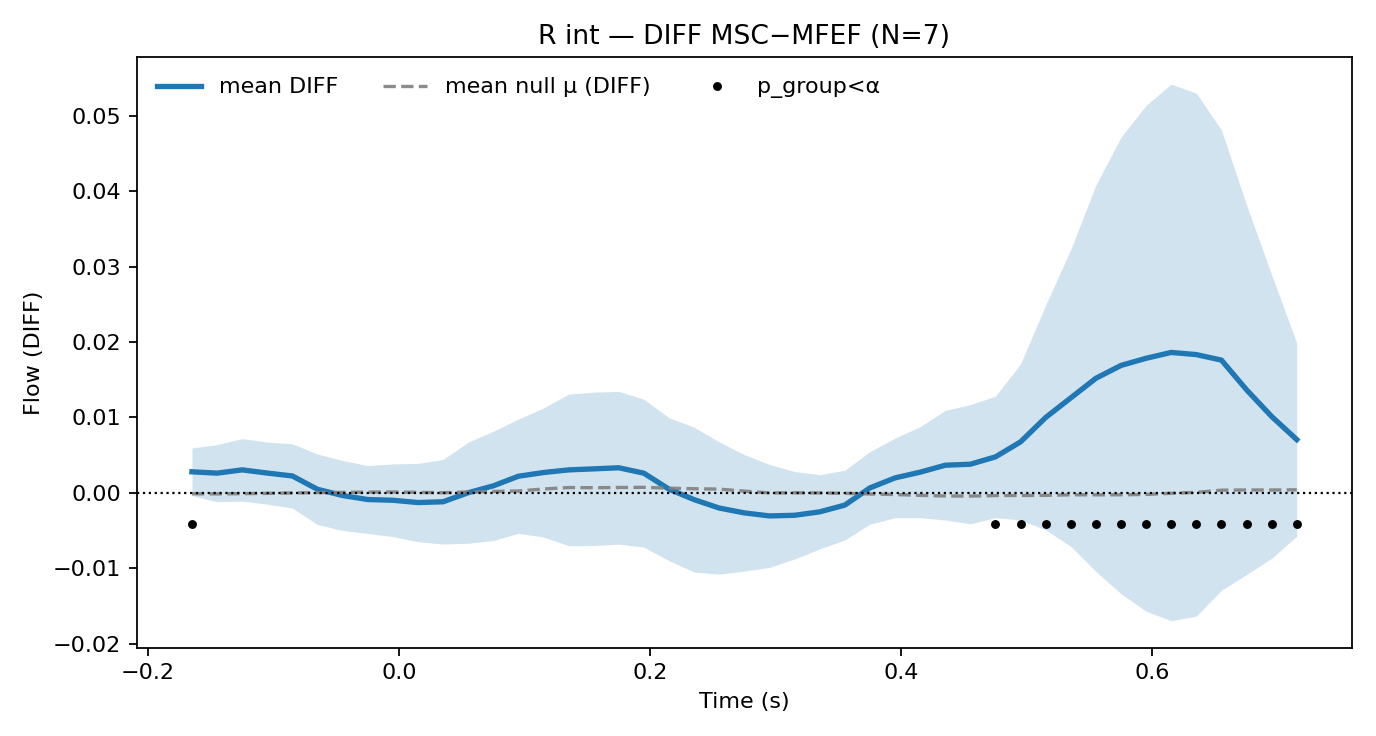 R int — DIFF MSC−MFEF (N=7)
mean DIFF
mean null μ (DIFF)
p_group<α
Flow (DIFF)
0.05
0.04
0.03
0.02
0.01
0.00
−0.01
−0.02
−0.2
0.0
0.2
0.4
0.6
Time (s)